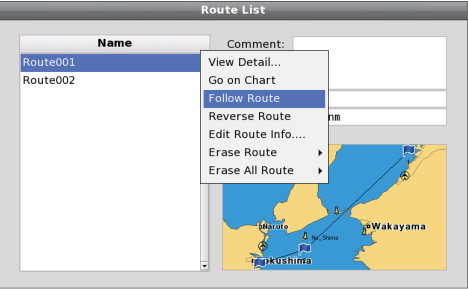 Route List
Name
Comment:
Route001
Route002
View Detail...
Go on Chart
Follow Route
Reverse Route
nm
Edit Route Info....
Erase Route
Erase All Route
Naruto
Nu_Shima
Wakayama
kushima